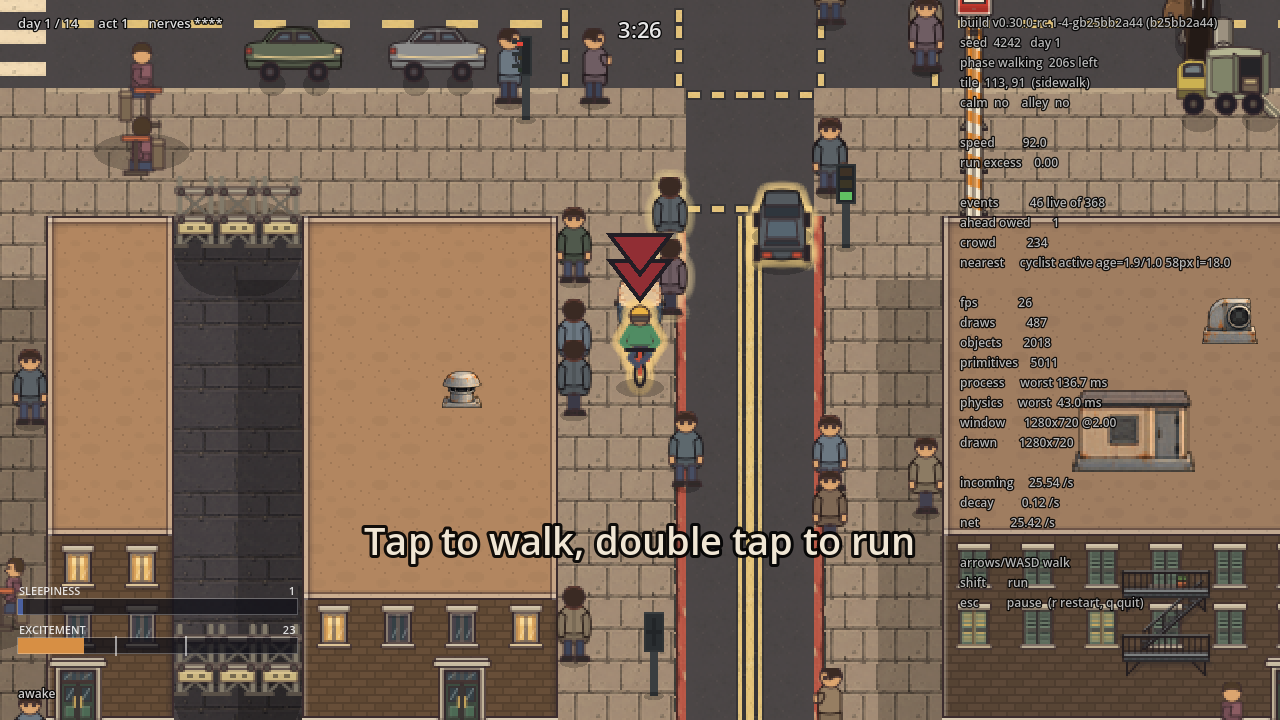 day 1 / 14 act 1 nerves ****
3:26
build v0.30.0-rc.1-4-gb25bb2a44 (b25bb2a44)
seed 4242 day 1
phase walking 206s left
tile 113, 91 (sidewalk)
calm no alley no
speed 92.0
run excess 0.00
events 46 live of 368
ahead owed 1
crowd 234
nearest cyclist active age=1.9/1.0 58px i=18.0
fps 26
draws 487
objects 2018
primitives 5011
process worst 136.7 ms
physics worst 43.0 ms
window 1280x720 @2.00
drawn 1280x720
incoming 25.54 /s
decay 0.12 /s
net 25.42 /s
Tap to walk, double tap to run
arrows/WASD walk
shift run
esc pause (r restart, q quit)
SLEEPINESS 1
EXCITEMENT 23
awake